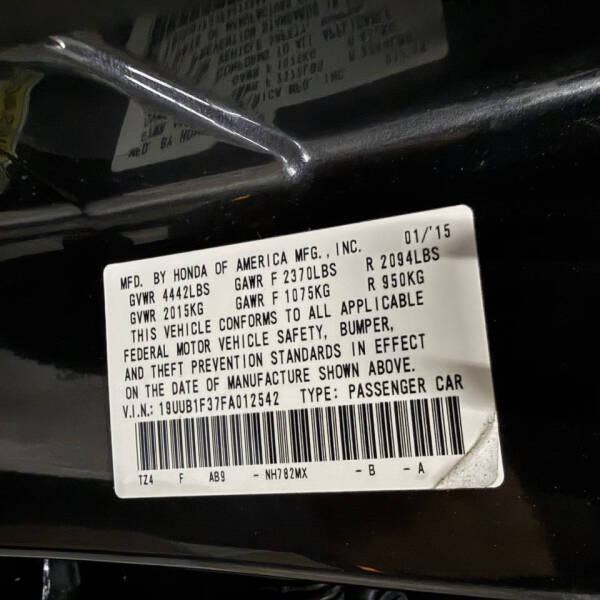 MFD. BY HONDA OF AMERICA MFG., INC. 01/'15
GVWR 4442LBS GAWR F 2370LBS R 2094LBS
GVWR 2015KG GAWR F 1075KG R 950KG
THIS VEHICLE CONFORMS TO ALL APPLICABLE
FEDERAL MOTOR VEHICLE SAFETY, BUMPER,
AND THEFT PREVENTION STANDARDS IN EFFECT
ON THE DATE OF MANUFACTURE SHOWN ABOVE.
V.I.N.: 19UUB1F37FA012542 TYPE: PASSENGER CAR
TZ4 F AB9 - NH782MX - B - A